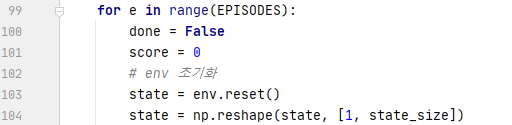 99 for e in range(EPISODES):
100 done = False
101 score = 0
102 # env 초기화
103 state = env.reset()
104 state = np.reshape(state, [1, state_size])